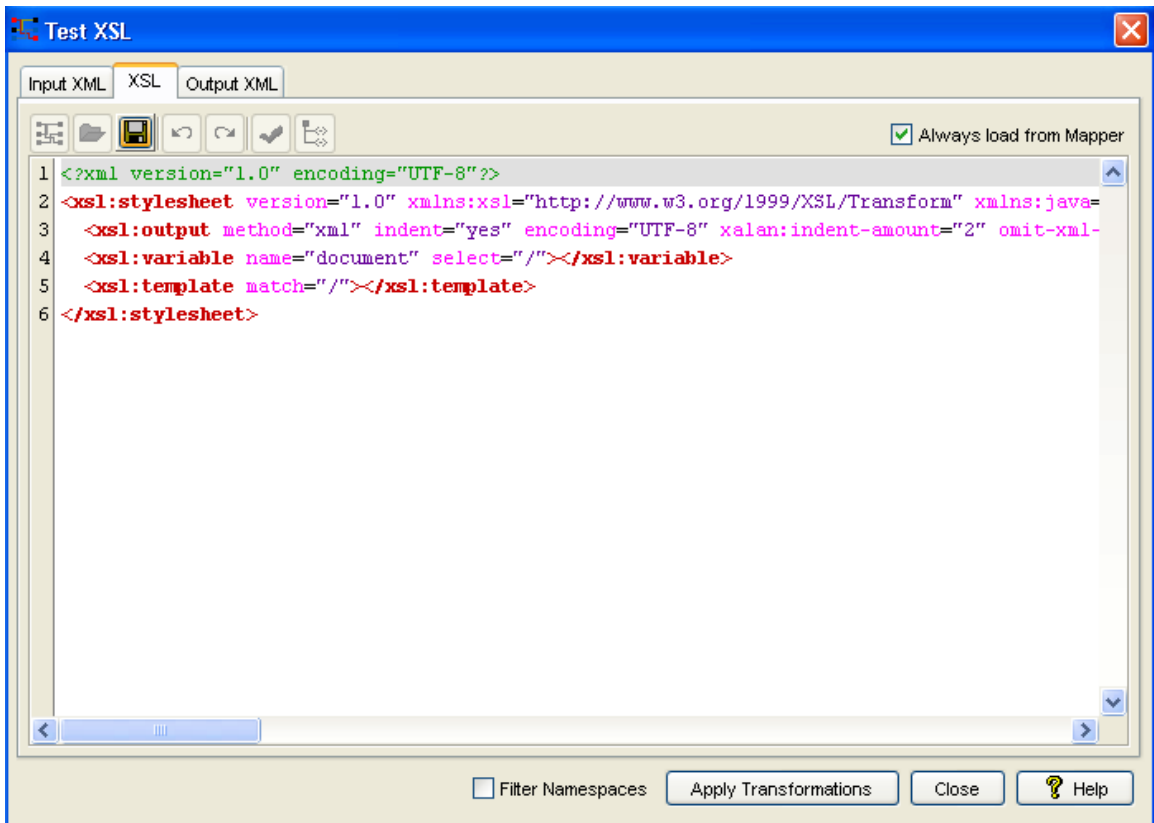 Test XSL
Input XML XSL Output XML
Always load from Mapper
1 <?xml version="1.0" encoding="UTF-8"?>
2 <xsl:stylesheet version="1.0" xmlns:xsl="http://www.w3.org/1999/XSL/Transform" xmlns:java=
3 <xsl:output method="xml" indent="yes" encoding="UTF-8" xalan:indent-amount="2" omit-xml-
4 <xsl:variable name="document" select="/"></xsl:variable>
5 <xsl:template match="/"></xsl:template>
6 </xsl:stylesheet>
Filter Namespaces Apply Transformations Close ? Help